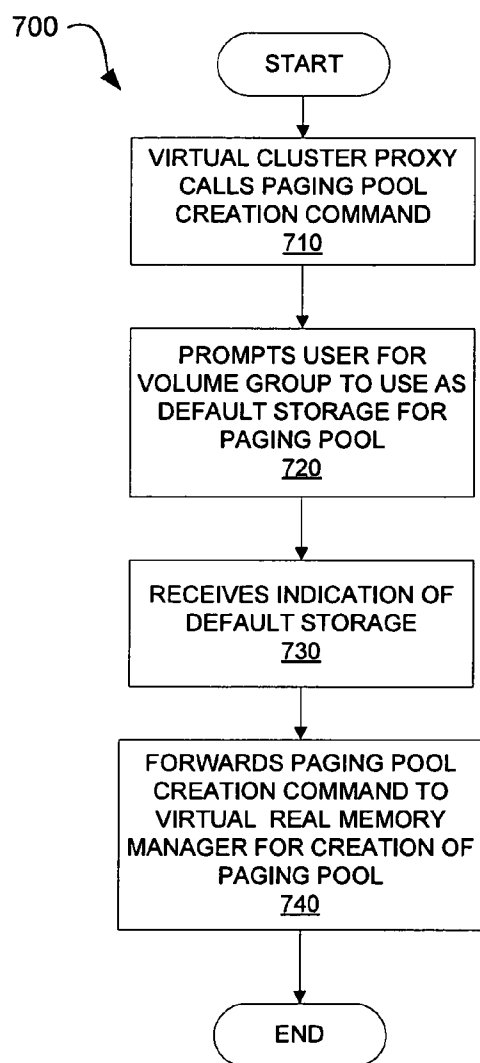 700
START
VIRTUAL CLUSTER PROXY
CALLS PAGING POOL
CREATION COMMAND
710
PROMPTS USER FOR
VOLUME GROUP TO USE AS
DEFAULT STORAGE FOR
PAGING POOL
720
RECEIVES INDICATION OF
DEFAULT STORAGE
730
FORWARDS PAGING POOL
CREATION COMMAND TO
VIRTUAL REAL MEMORY
MANAGER FOR CREATION OF
PAGING POOL
740
END